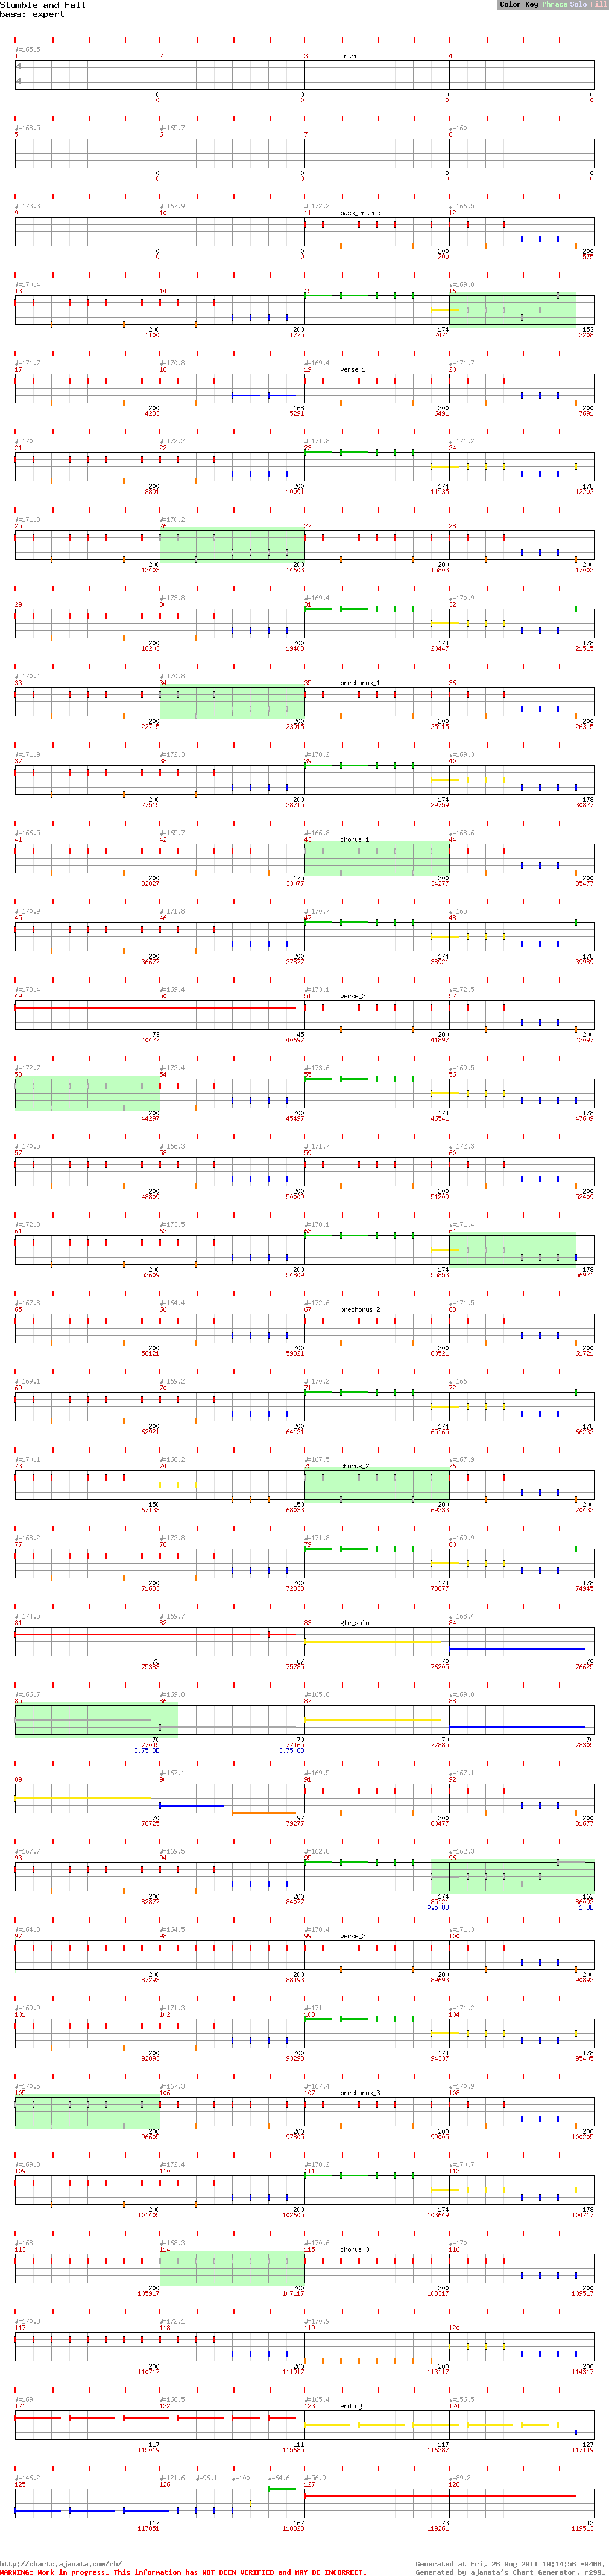 Stumble and Fall
Color Key Phrase Solo Fill
bass: expert
♩=165.5
1 2 3 intro 4
4
4
0 0 0 0
0 0 0 0
♩=168.5 ♩=165.7 ♩=160
5 6 7 8
0 0 0 0
0 0 0 0
♩=173.3 ♩=167.9 ♩=172.2 ♩=166.5
9 10 11 bass_enters 12
0 0 200 200
0 0 200 575
♩=170.4 ♩=169.8
13 14 15 16
200 200 174 153
1100 1775 2471 3208
♩=171.7 ♩=170.8 ♩=169.4 ♩=171.7
17 18 19 verse_1 20
200 168 200 200
4283 5291 6491 7691
♩=170 ♩=172.2 ♩=171.8 ♩=171.2
21 22 23 24
200 200 174 178
8891 10091 11135 12203
♩=171.8 ♩=170.2
25 26 27 28
200 200 200 200
13403 14603 15803 17003
♩=173.8 ♩=169.4 ♩=170.9
29 30 31 32
200 200 174 178
18203 19403 20447 21515
♩=170.4 ♩=170.8
33 34 35 prechorus_1 36
200 200 200 200
22715 23915 25115 26315
♩=171.9 ♩=172.3 ♩=170.2 ♩=169.3
37 38 39 40
200 200 174 178
27515 28715 29759 30827
♩=166.5 ♩=165.7 ♩=166.8 ♩=168.6
41 42 43 chorus_1 44
200 175 200 200
32027 33077 34277 35477
♩=170.9 ♩=171.8 ♩=170.7 ♩=165
45 46 47 48
200 200 174 178
36677 37877 38921 39989
♩=173.4 ♩=169.4 ♩=173.1 ♩=172.5
49 50 51 verse_2 52
73 45 200 200
40427 40697 41897 43097
♩=172.7 ♩=172.4 ♩=173.6 ♩=169.5
53 54 55 56
200 200 174 178
44297 45497 46541 47609
♩=170.5 ♩=166.3 ♩=171.7 ♩=172.3
57 58 59 60
200 200 200 200
48809 50009 51209 52409
♩=172.8 ♩=173.5 ♩=170.1 ♩=171.4
61 62 63 64
200 200 174 178
53609 54809 55853 56921
♩=167.8 ♩=164.4 ♩=172.6 ♩=171.5
65 66 67 prechorus_2 68
200 200 200 200
58121 59321 60521 61721
♩=169.1 ♩=169.2 ♩=170.2 ♩=166
69 70 71 72
200 200 174 178
62921 64121 65165 66233
♩=170.1 ♩=166.2 ♩=167.5 ♩=167.9
73 74 75 chorus_2 76
150 150 200 200
67133 68033 69233 70433
♩=168.2 ♩=172.8 ♩=171.8 ♩=169.9
77 78 79 80
200 200 174 178
71633 72833 73877 74945
♩=174.5 ♩=169.7 ♩=168.4
81 82 83 gtr_solo 84
73 67 70 70
75383 75785 76205 76625
♩=166.7 ♩=169.8 ♩=165.8 ♩=169.8
85 86 87 88
70 70 70 70
77045 77465 77885 78305
3.75 OD 3.75 OD
♩=167.1 ♩=169.5 ♩=167.1
89 90 91 92
70 92 200 200
78725 79277 80477 81677
♩=167.7 ♩=169.5 ♩=162.8 ♩=162.3
93 94 95 96
200 200 174 162
82877 84077 85121 86093
0.5 OD 1 OD
♩=164.8 ♩=164.5 ♩=170.4 ♩=171.3
97 98 99 verse_3 100
200 200 200 200
87293 88493 89693 90893
♩=169.9 ♩=171.3 ♩=171 ♩=171.2
101 102 103 104
200 200 174 178
92093 93293 94337 95405
♩=170.5 ♩=167.3 ♩=167.4 ♩=170.9
105 106 107 prechorus_3 108
200 200 200 200
96605 97805 99005 100205
♩=169.3 ♩=172.4 ♩=170.2 ♩=170.7
109 110 111 112
200 200 174 178
101405 102605 103649 104717
♩=168 ♩=168.3 ♩=170.6 ♩=170
113 114 115 chorus_3 116
200 200 200 200
105917 107117 108317 109517
♩=170.3 ♩=172.1 ♩=170.9
117 118 119 120
200 200 200 200
110717 111917 113117 114317
♩=169 ♩=166.5 ♩=165.4 ♩=156.5
121 122 123 ending 124
117 111 117 127
115019 115685 116387 117149
♩=146.2 ♩=121.6 ♩=96.1 ♩=100 ♩=64.6 ♩=56.9 ♩=89.2
125 126 127 128
117 162 73 42
117851 118823 119261 119513
http://charts.ajanata.com/rb/
Generated at Fri, 26 Aug 2011 18:14:56 -0400.
WARNING: Work in progress. This information has NOT BEEN VERIFIED and MAY BE INCORRECT.
Generated by ajanata's Chart Generator, r299.